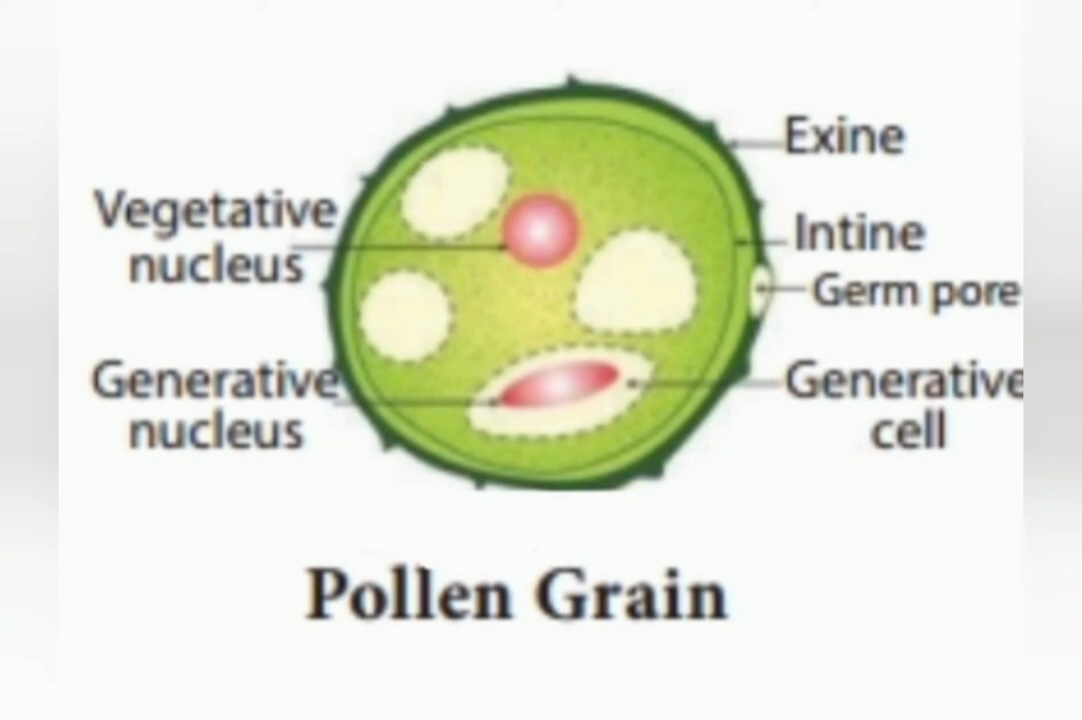 Exine
Vegetative
nucleus
Intine
Germ pore
Generative
nucleus
Generative
cell
Pollen Grain